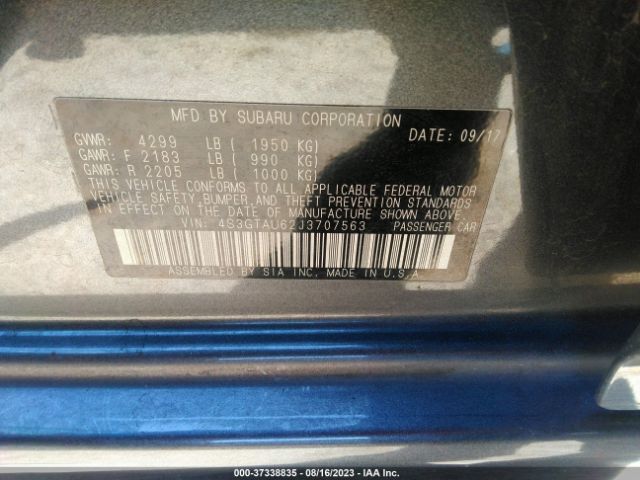 MFD BY SUBARU CORPORATION
GVWR: 4299 LB ( 1950 KG) DATE: 09/17
GAWR: F 2183 LB ( 990 KG)
GAWR: R 2205 LB ( 1000 KG)
THIS VEHICLE CONFORMS TO ALL APPLICABLE FEDERAL MOTOR
VEHICLE SAFETY, BUMPER, AND THEFT PREVENTION STANDARDS
IN EFFECT ON THE DATE OF MANUFACTURE SHOWN ABOVE.
VIN: 4S3GTAU62J3707563 PASSENGER CAR
ASSEMBLED BY SIA INC. MADE IN U.S.A
000-37338835 - 08/16/2023 - IAA Inc.